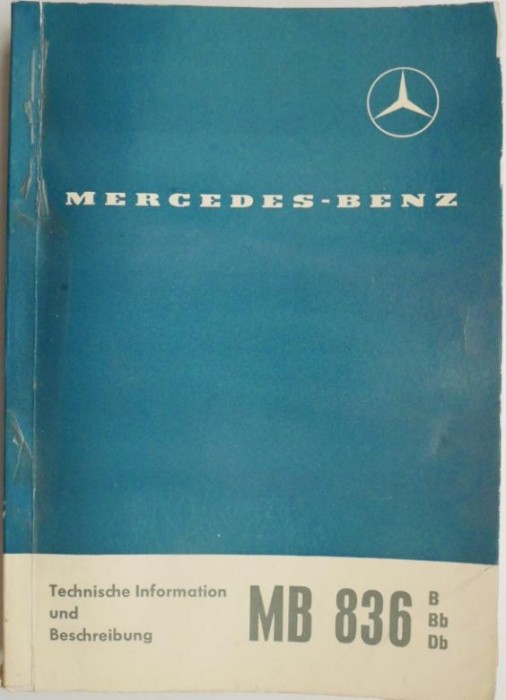 MERCEDES-BENZ
Technische Information
und
Beschreibung
MB 836
B
Bb
Db